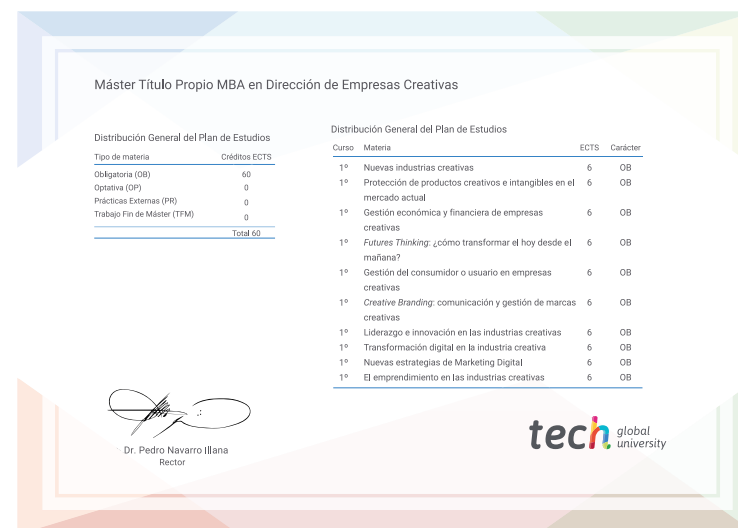 Máster Título Propio MBA en Dirección de Empresas Creativas
Distribución General del Plan de Estudios
Tipo de materia Créditos ECTS
Obligatoria (OB) 60
Optativa (OP) 0
Prácticas Externas (PR) 0
Trabajo Fin de Máster (TFM) 0
Total 60
Distribución General del Plan de Estudios
Curso Materia ECTS Carácter
1º Nuevas industrias creativas 6 OB
1º Protección de productos creativos e intangibles en el 6 OB
mercado actual
1º Gestión económica y financiera de empresas 6 OB
creativas
1º Futures Thinking: ¿cómo transformar el hoy desde el 6 OB
mañana?
1º Gestión del consumidor o usuario en empresas 6 OB
creativas
1º Creative Branding: comunicación y gestión de marcas 6 OB
creativas
1º Liderazgo e innovación en las industrias creativas 6 OB
1º Transformación digital en la industria creativa 6 OB
1º Nuevas estrategias de Marketing Digital 6 OB
1º El emprendimiento en las industrias creativas 6 OB
Dr. Pedro Navarro Illana
Rector
tech global
university